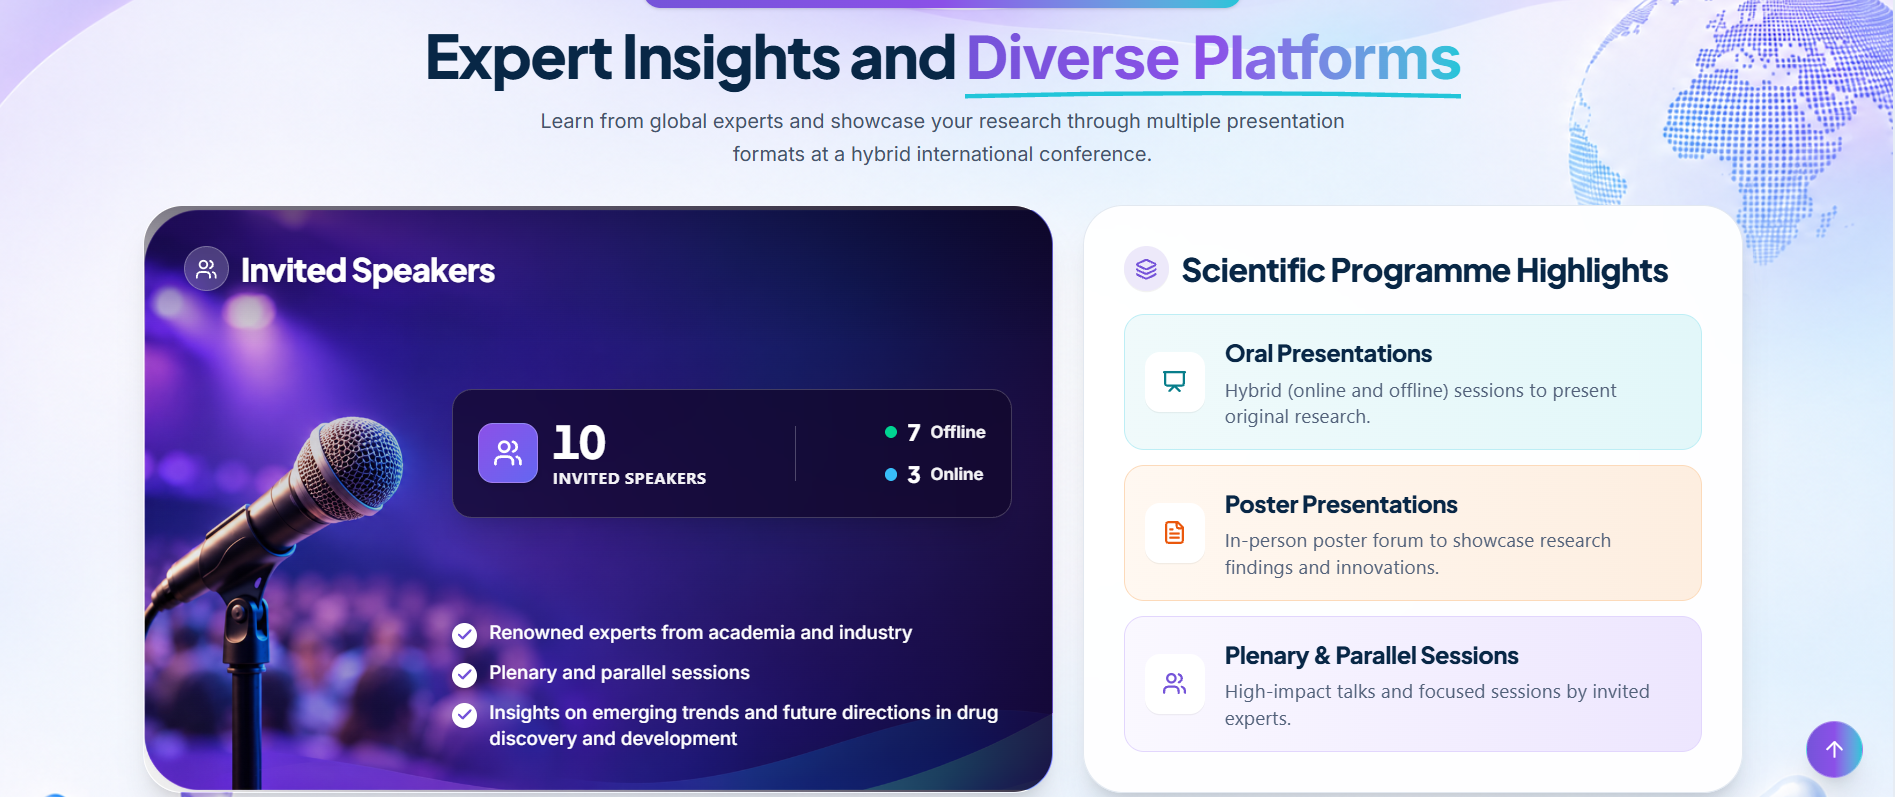 Expert Insights and Diverse Platforms
Learn from global experts and showcase your research through multiple presentation
formats at a hybrid international conference.
Invited Speakers
10
INVITED SPEAKERS
7 Offline
3 Online
Renowned experts from academia and industry
Plenary and parallel sessions
Insights on emerging trends and future directions in drug
discovery and development
Scientific Programme Highlights
Oral Presentations
Hybrid (online and offline) sessions to present
original research.
Poster Presentations
In-person poster forum to showcase research
findings and innovations.
Plenary & Parallel Sessions
High-impact talks and focused sessions by invited
experts.